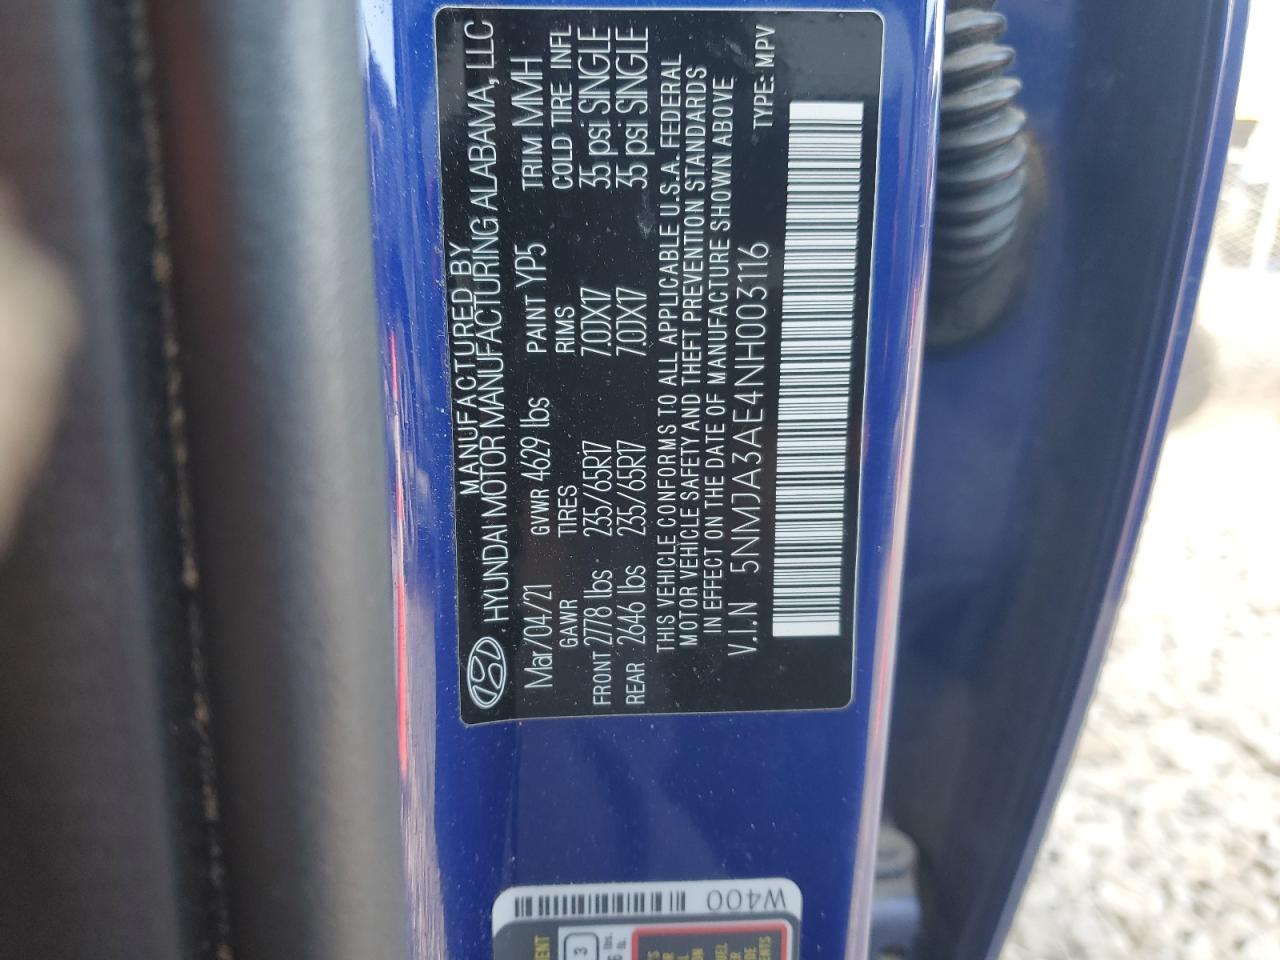 MANUFACTURED BY
HYUNDAI MOTOR MANUFACTURING ALABAMA, LLC
Mar/04/21 GVWR 4629 lbs PAINT YP5 TRIM MMH
GAWR TIRES RIMS COLD TIRE INFL
FRONT 2778 lbs 235/65R17 7.0JX17 35 psi SINGLE
REAR 2646 lbs 235/65R17 7.0JX17 35 psi SINGLE
THIS VEHICLE CONFORMS TO ALL APPLICABLE U.S.A. FEDERAL
MOTOR VEHICLE SAFETY AND THEFT PREVENTION STANDARDS
IN EFFECT ON THE DATE OF MANUFACTURE SHOWN ABOVE
V.I.N 5NMJA3AE4NH003116 TYPE: MPV
W400